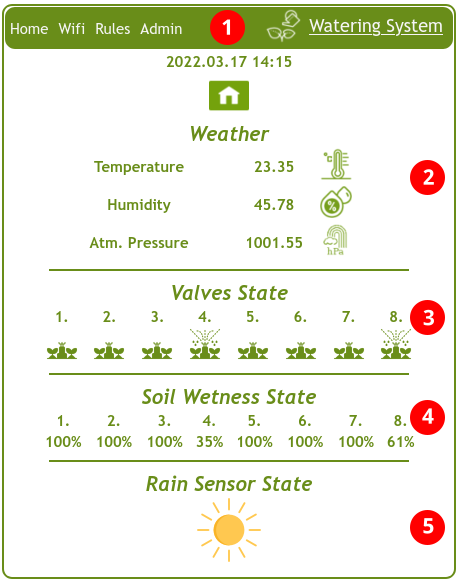 Home Wifi Rules Admin 1 Watering System
2022.03.17 14:15
Weather
Temperature 23.35 °C
2
Humidity 45.78 %
Atm. Pressure 1001.55 hPa
Valves State
1. 2. 3. 4. 5. 6. 7. 8.
3
Soil Wetness State
1. 2. 3. 4. 5. 6. 7. 8.
4
100% 100% 100% 35% 100% 100% 100% 61%
Rain Sensor State
5